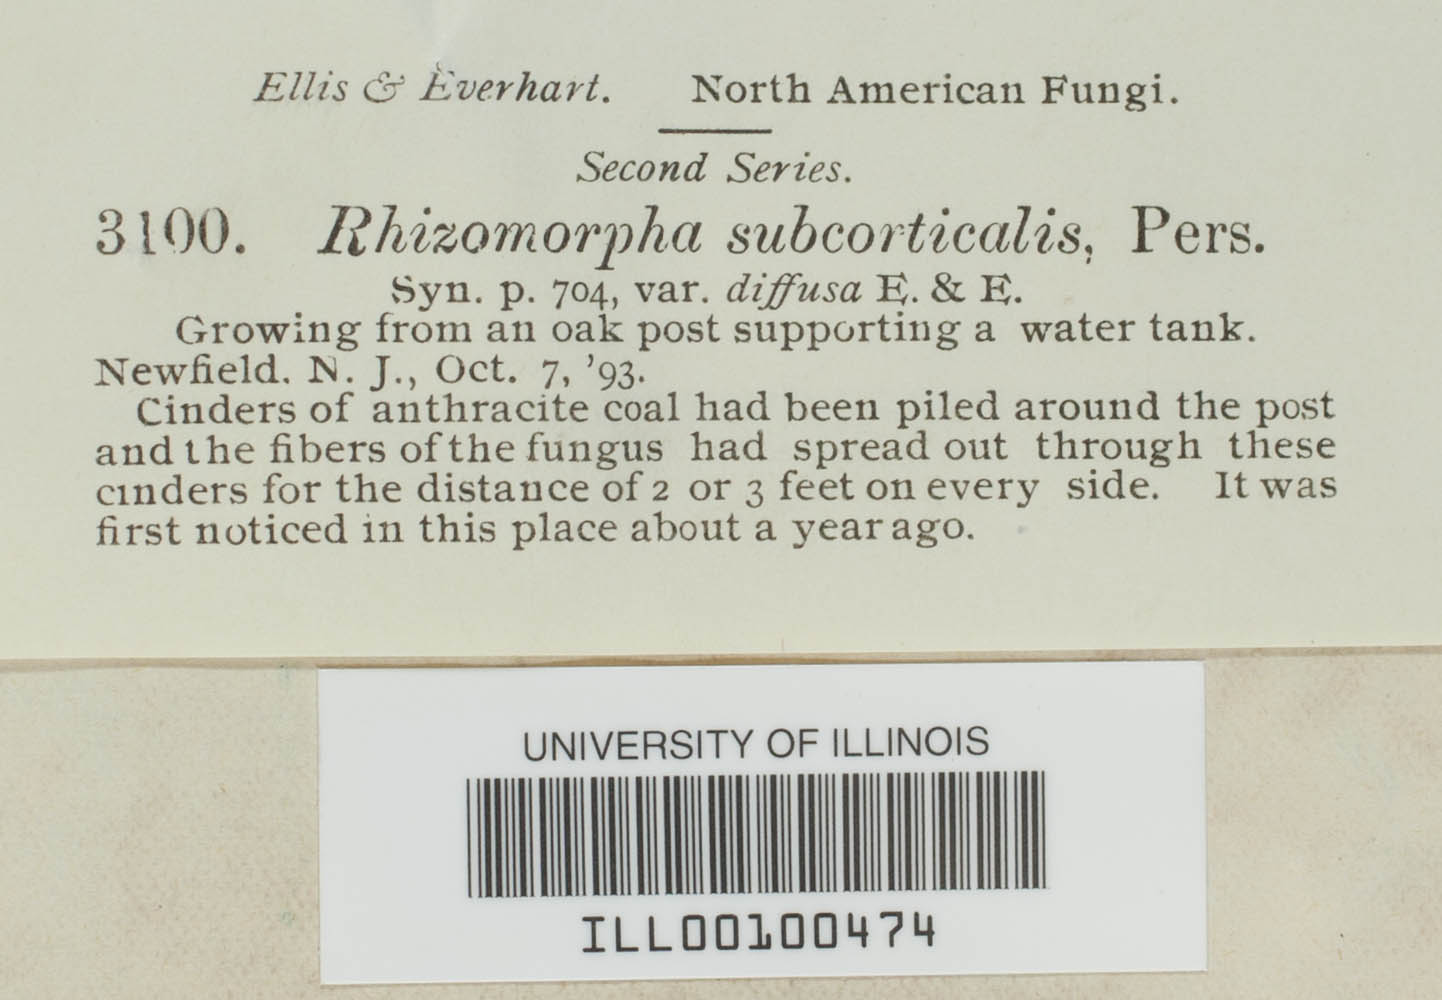 Ellis & Everhart. North American Fungi.
Second Series.
3100. Rhizomorpha subcorticalis, Pers.
Syn. p. 704, var. diffusa E. & E.
Growing from an oak post supporting a water tank.
Newfield. N. J., Oct. 7, '93.
Cinders of anthracite coal had been piled around the post
and the fibers of the fungus had spread out through these
cinders for the distance of 2 or 3 feet on every side. It was
first noticed in this place about a year ago.
UNIVERSITY OF ILLINOIS
ILL00100474